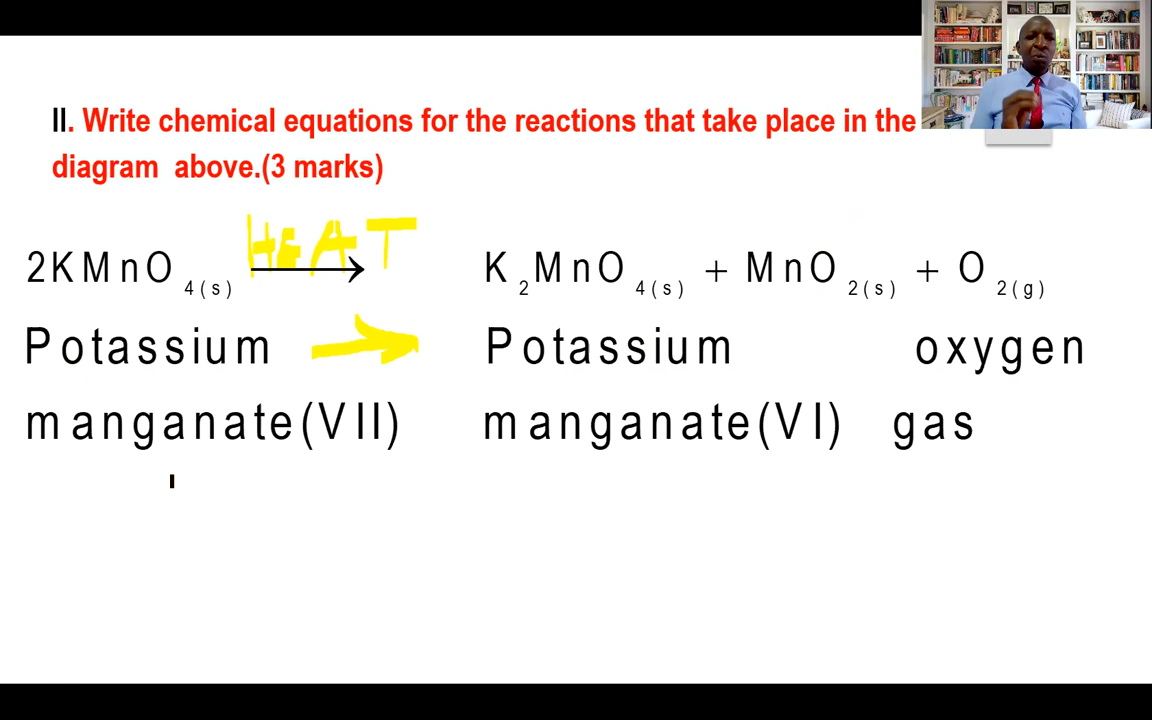 II. Write chemical equations for the reactions that take place in the
diagram above.(3 marks)
HEAT
2KMnO4(s) → K2MnO4(s) + MnO2(s) + O2(g)
Potassium → Potassium oxygen
manganate(VII) manganate(VI) gas